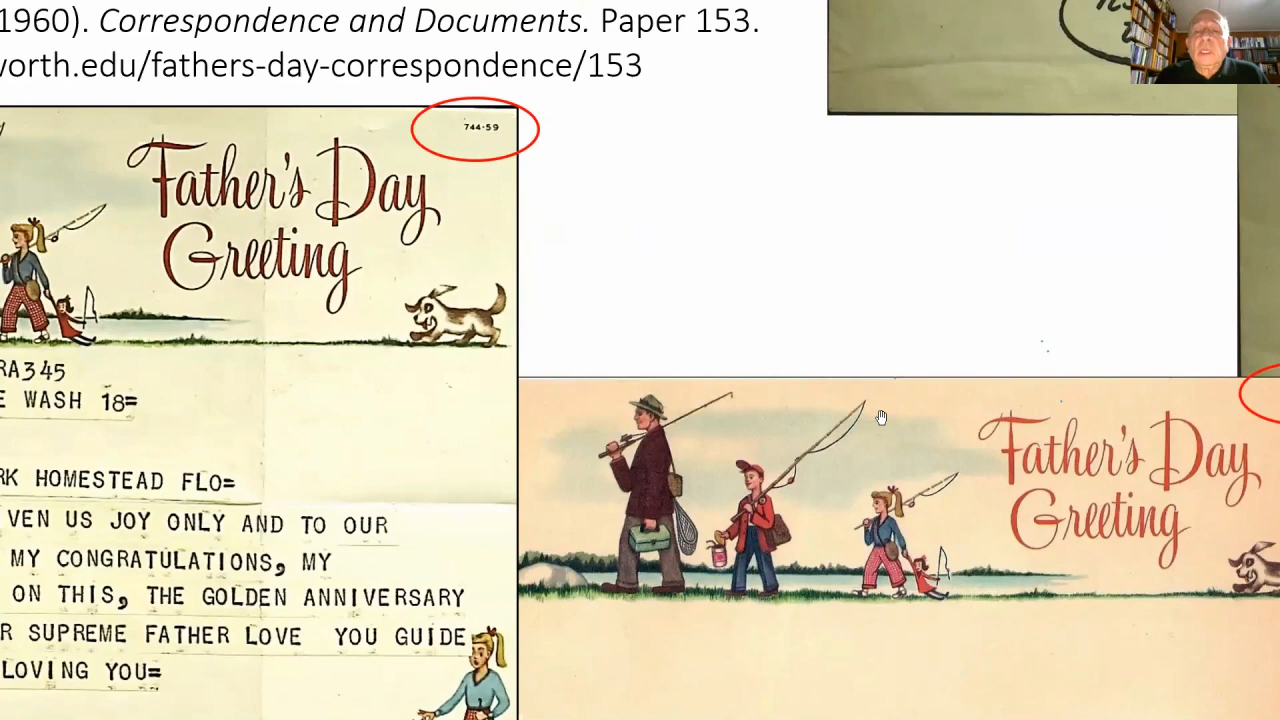 1960). Correspondence and Documents. Paper 153.
worth.edu/fathers-day-correspondence/153
744-59
Father's Day
Greeting
RA345
E WASH 18=
RK HOMESTEAD FLO=
VEN US JOY ONLY AND TO OUR
MY CONGRATULATIONS, MY
ON THIS, THE GOLDEN ANNIVERSARY
R SUPREME FATHER LOVE YOU GUIDE
LOVING YOU=
Father's Day
Greeting